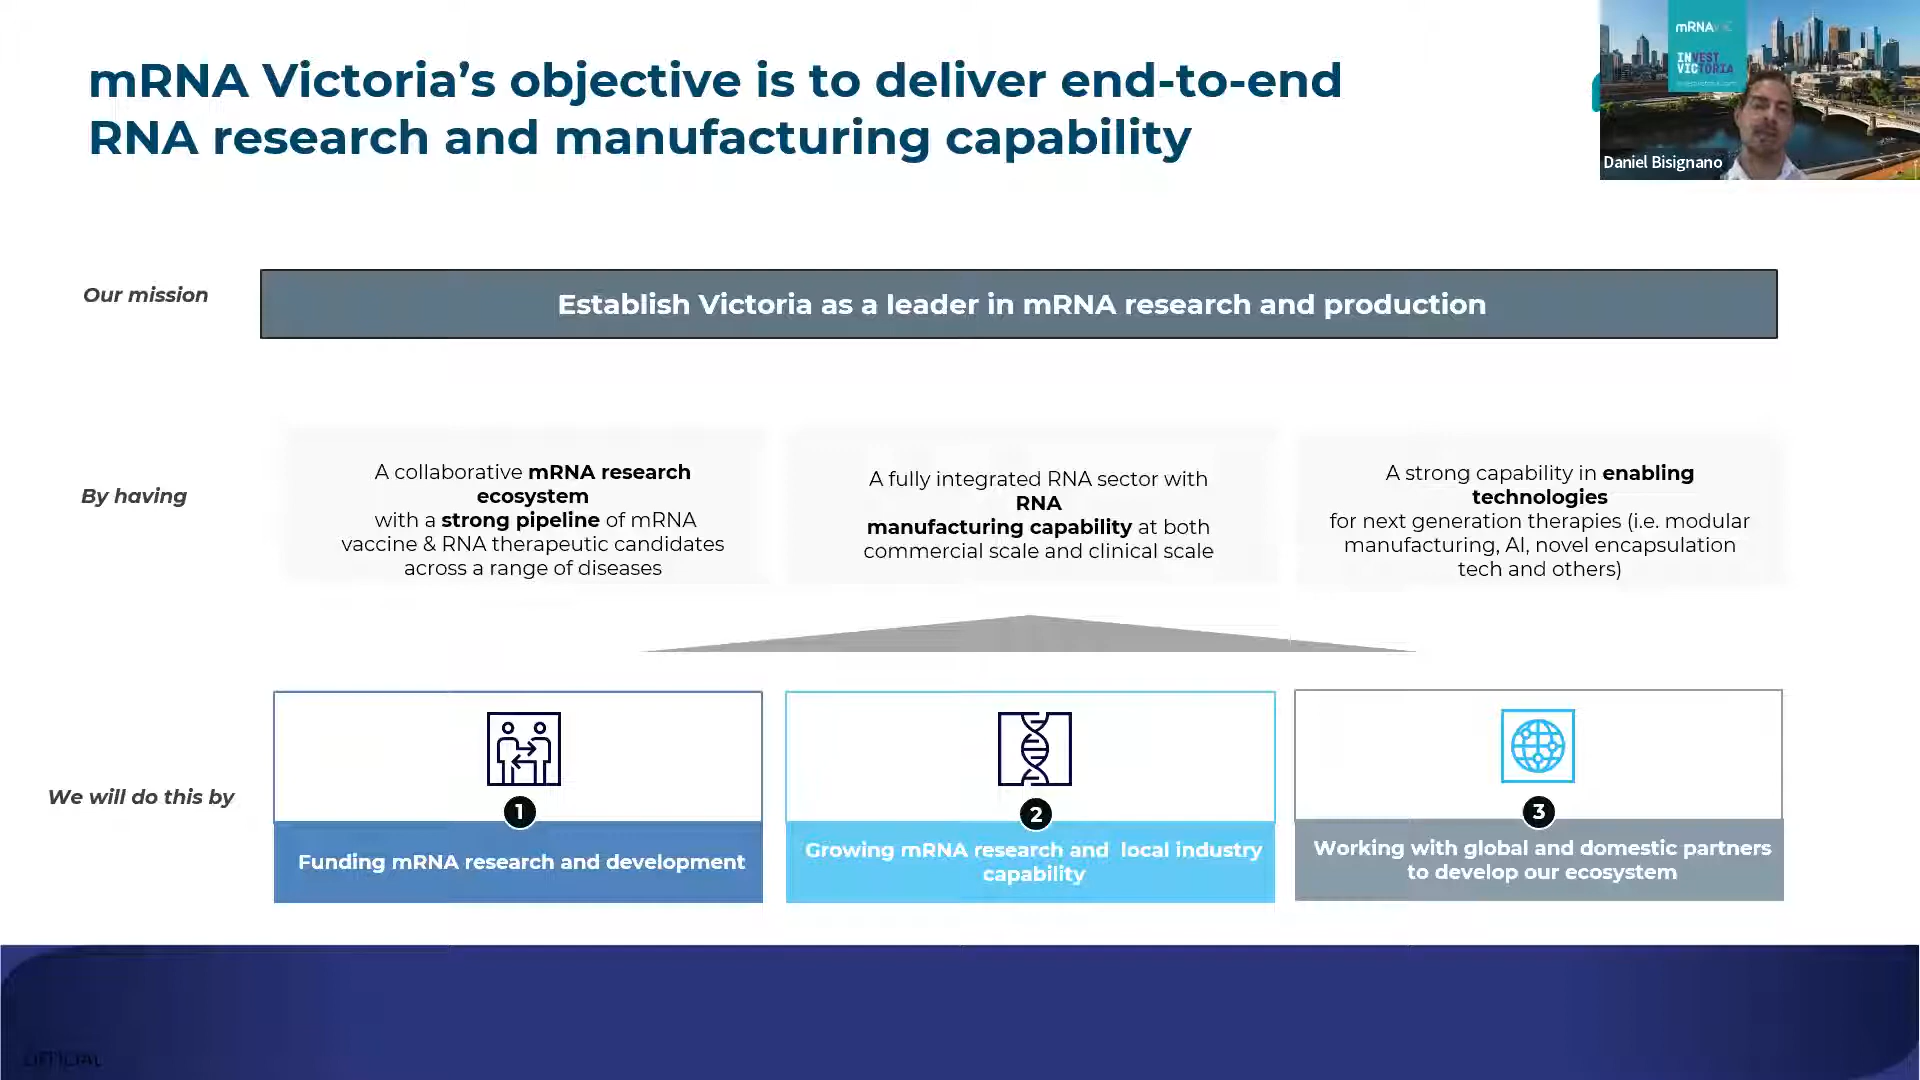 mRNA Victoria’s objective is to deliver end-to-end
RNA research and manufacturing capability
mRNA
INVEST
VICTORIA
Daniel Bisignano
Our mission
Establish Victoria as a leader in mRNA research and production
By having
A collaborative mRNA research
ecosystem
with a strong pipeline of mRNA
vaccine & RNA therapeutic candidates
across a range of diseases
A fully integrated RNA sector with
RNA
manufacturing capability at both
commercial scale and clinical scale
A strong capability in enabling
technologies
for next generation therapies (i.e. modular
manufacturing, AI, novel encapsulation
tech and others)
We will do this by
1
Funding mRNA research and development
2
Growing mRNA research and local industry
capability
3
Working with global and domestic partners
to develop our ecosystem
OFFICIAL